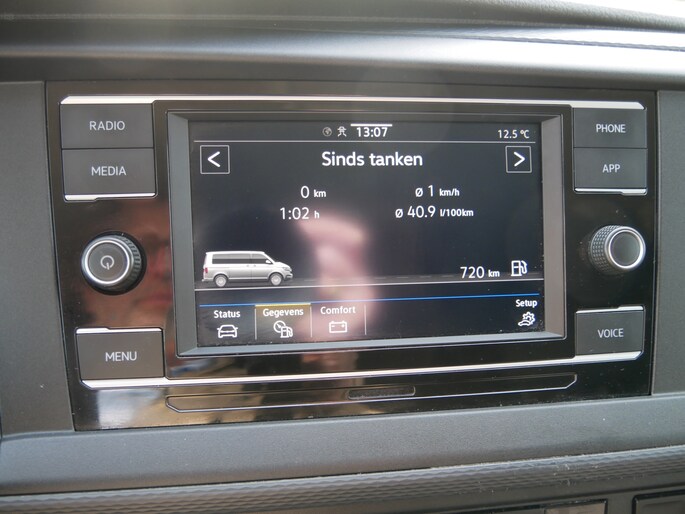 RADIO
MEDIA
MENU
13:07
12.5 °C
<
Sinds tanken
>
0 km
Ø 1 km/h
1:02 h
Ø 40.9 l/100km
720 km
Status
Gegevens
Comfort
Setup
PHONE
APP
VOICE